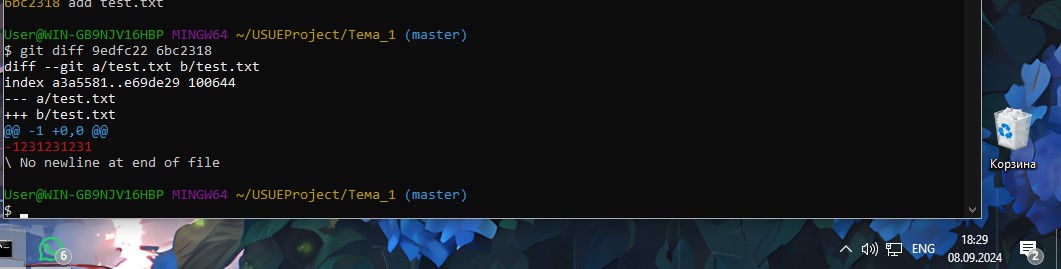 6bc2318 add test.txt
User@WIN-GB9NJV16HBP MINGW64 ~/USUEProject/Тема_1 (master)
$ git diff 9edfc22 6bc2318
diff --git a/test.txt b/test.txt
index a3a5581..e69de29 100644
--- a/test.txt
+++ b/test.txt
@@ -1 +0,0 @@
-1231231231
\ No newline at end of file
User@WIN-GB9NJV16HBP MINGW64 ~/USUEProject/Тема_1 (master)
$
Корзина
6
ENG
18:29
08.09.2024
2